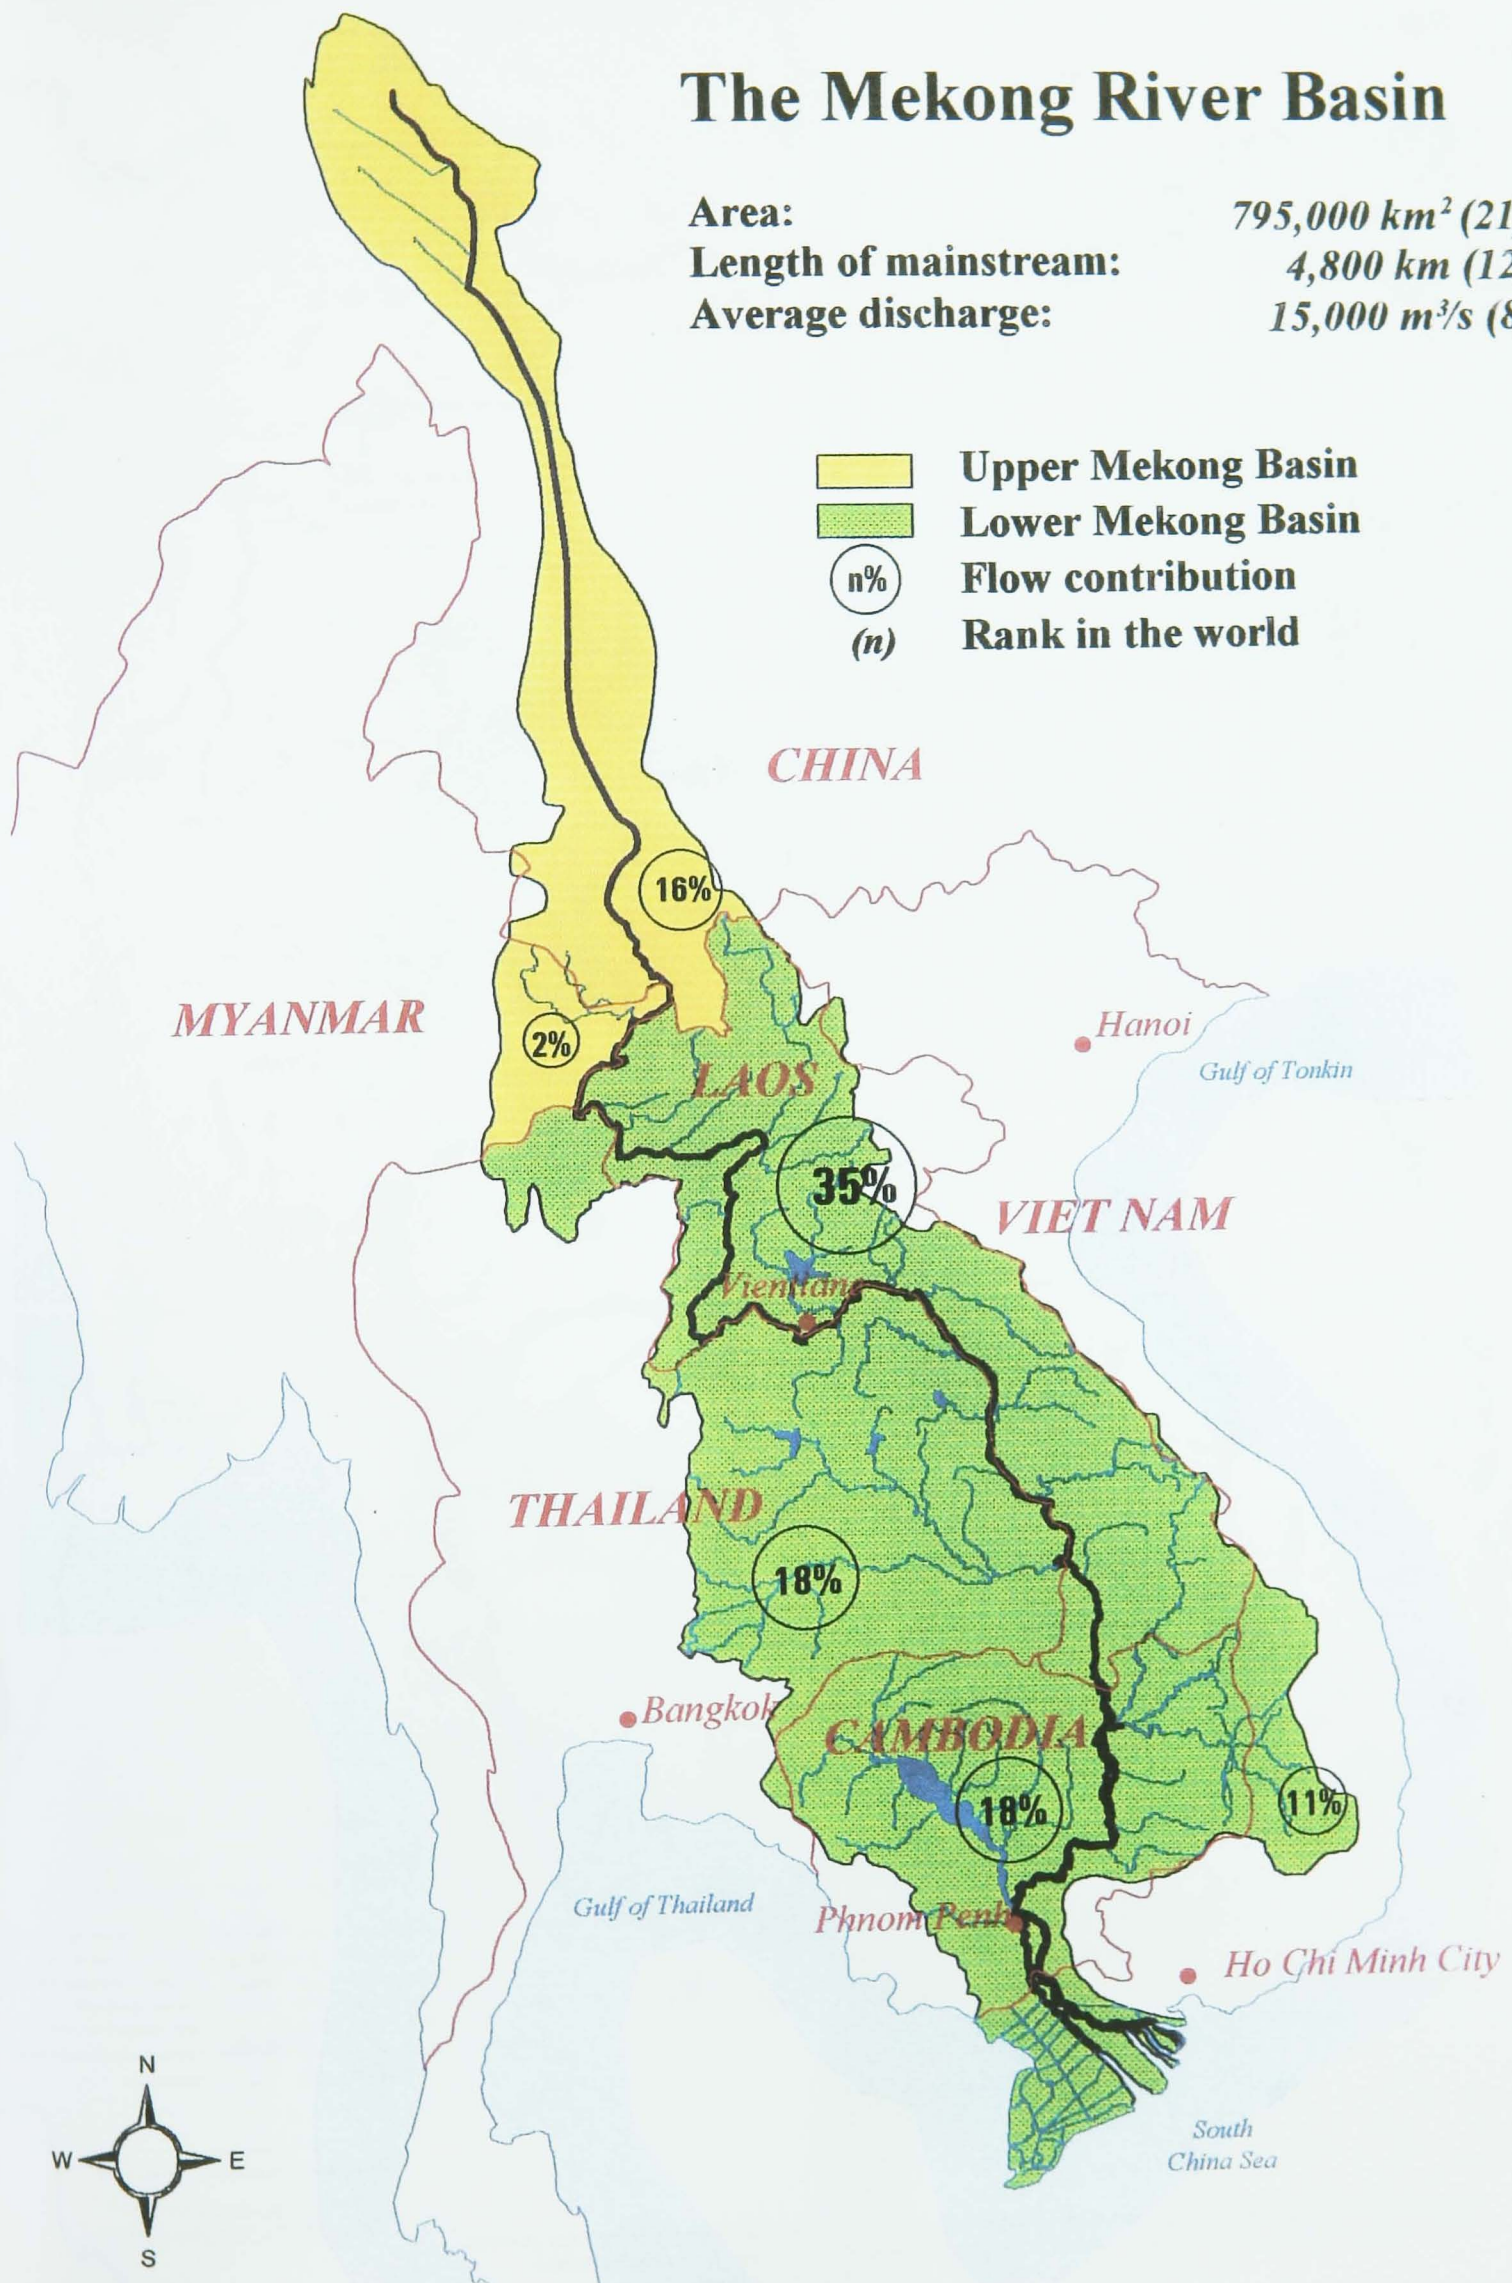 The Mekong River Basin
Area: 795,000 km² (21
Length of mainstream: 4,800 km (12
Average discharge: 15,000 m³/s (8
Upper Mekong Basin
Lower Mekong Basin
n% Flow contribution
(n) Rank in the world
CHINA
16%
MYANMAR
Hanoi
2%
Gulf of Tonkin
LAOS
35%
VIET NAM
Vientiane
THAILAND
18%
Bangkok
CAMBODIA
18%
11%
Gulf of Thailand
Phnom Penh
Ho Chi Minh City
N
W E
S
South
China Sea